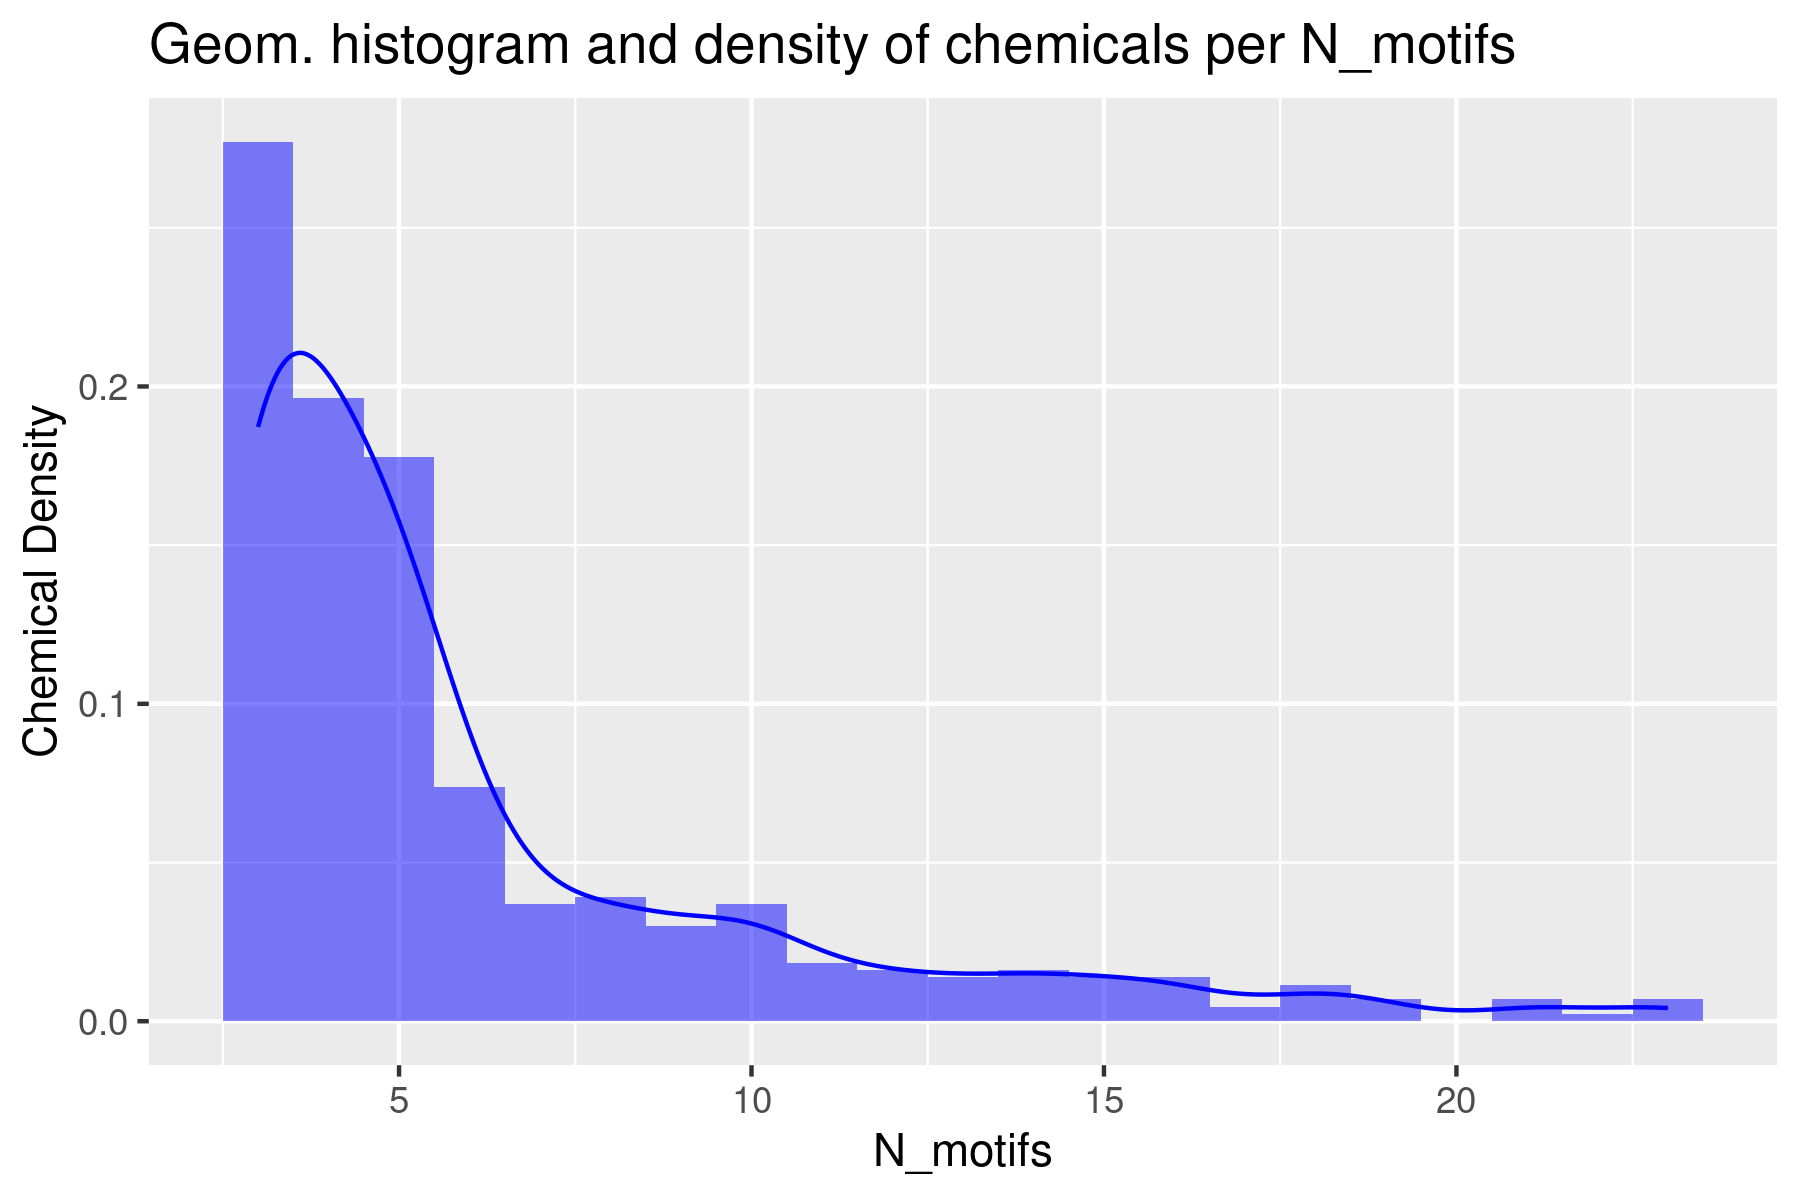 Geom. histogram and density of chemicals per N_motifs
Chemical Density
0.2
0.1
0.0
5 10 15 20
N_motifs